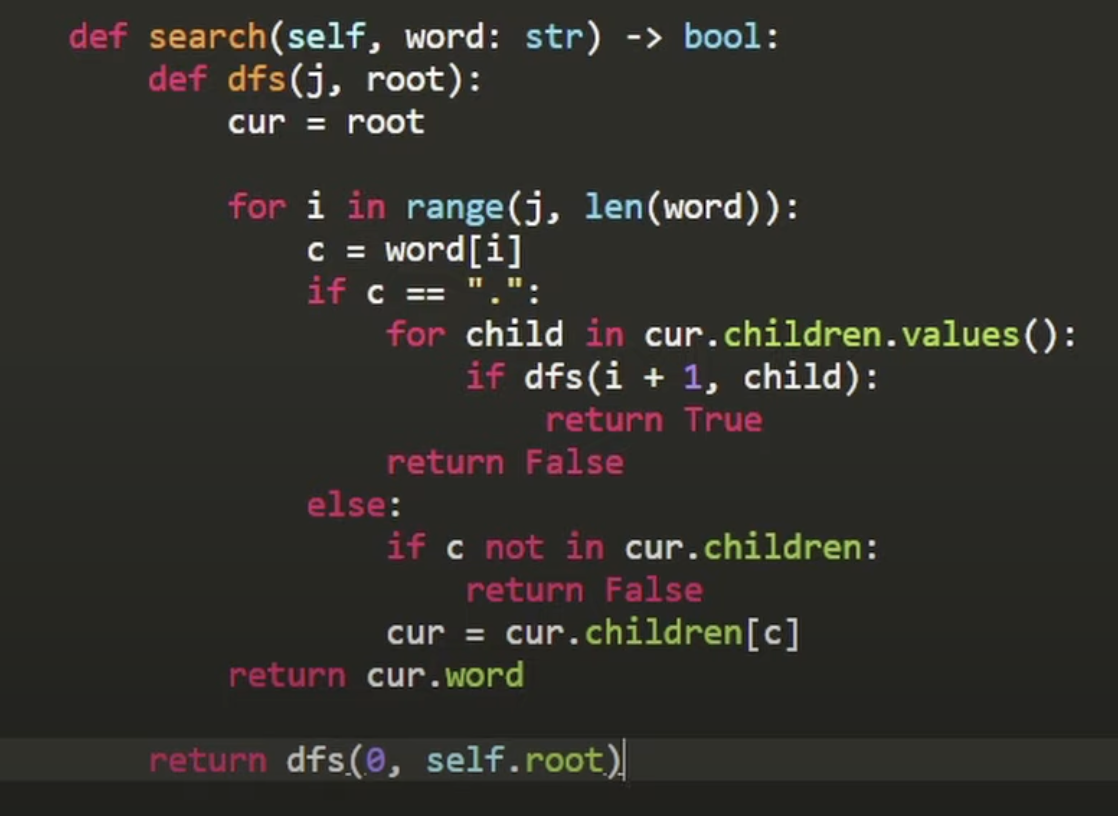 def search(self, word: str) -> bool:
    def dfs(j, root):
        cur = root

        for i in range(j, len(word)):
            c = word[i]
            if c == ".":
                for child in cur.children.values():
                    if dfs(i + 1, child):
                        return True
                return False
            else:
                if c not in cur.children:
                    return False
                cur = cur.children[c]
        return cur.word

    return dfs(0, self.root)